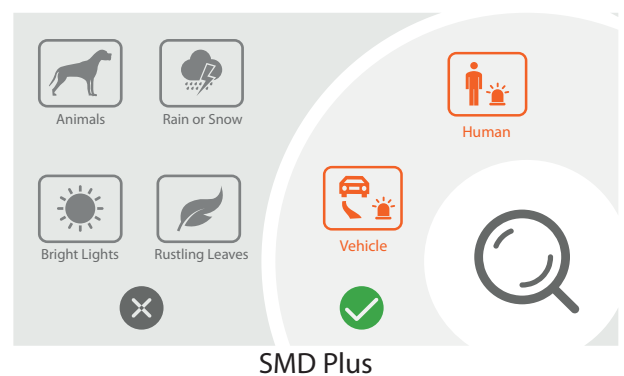 Animals
Rain or Snow
Human
Bright Lights
Rustling Leaves
Vehicle
SMD Plus